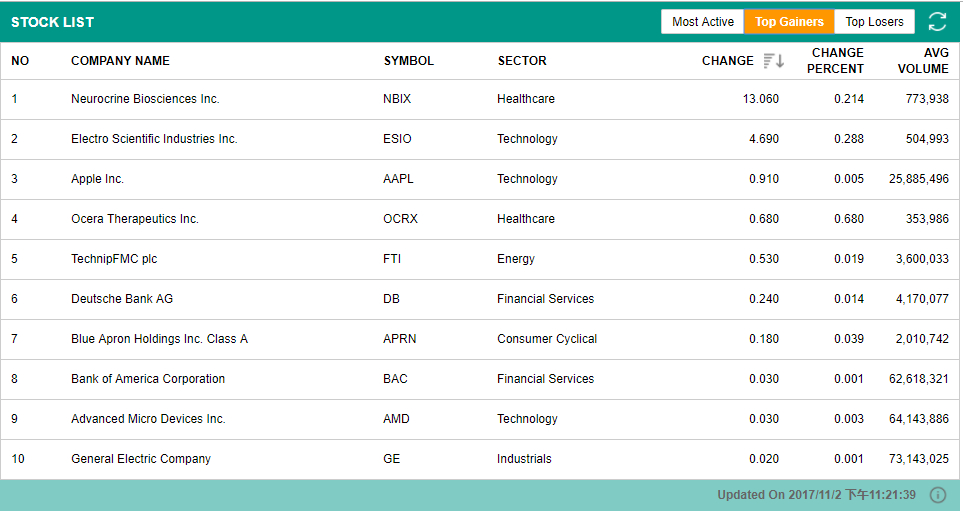 STOCK LIST Most Active Top Gainers Top Losers
NO COMPANY NAME SYMBOL SECTOR CHANGE CHANGE PERCENT AVG VOLUME
1 Neurocrine Biosciences Inc. NBIX Healthcare 13.060 0.214 773,938
2 Electro Scientific Industries Inc. ESIO Technology 4.690 0.288 504,993
3 Apple Inc. AAPL Technology 0.910 0.005 25,885,496
4 Ocera Therapeutics Inc. OCRX Healthcare 0.680 0.680 353,986
5 TechnipFMC plc FTI Energy 0.530 0.019 3,600,033
6 Deutsche Bank AG DB Financial Services 0.240 0.014 4,170,077
7 Blue Apron Holdings Inc. Class A APRN Consumer Cyclical 0.180 0.039 2,010,742
8 Bank of America Corporation BAC Financial Services 0.030 0.001 62,618,321
9 Advanced Micro Devices Inc. AMD Technology 0.030 0.003 64,143,886
10 General Electric Company GE Industrials 0.020 0.001 73,143,025
Updated On 2017/11/2 下午11:21:39